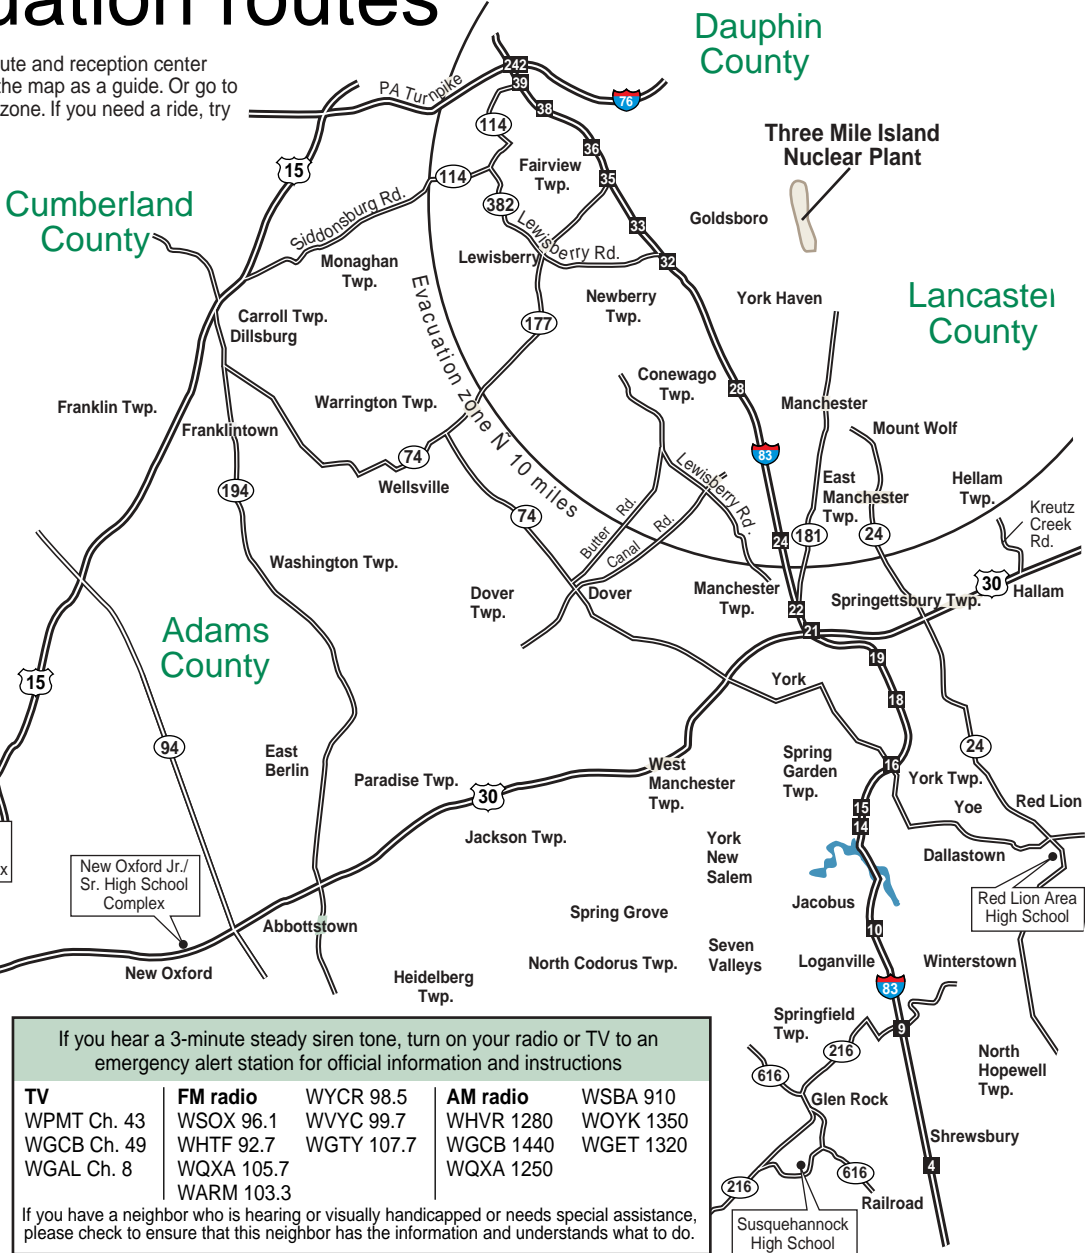 uation routes
ute and reception center
the map as a guide. Or go to
zone. If you need a ride, try
Dauphin
County
PA Turnpike
242
39
38
76
114
36
Three Mile Island
Nuclear Plant
15
Fairview
Twp.
35
114
382
Cumberland
County
Siddonsburg Rd.
Goldsboro
33
Lewisberry Rd.
Lewisberry
32
Monaghan
Twp.
Newberry
Twp.
York Haven
Lancaster
County
Evacuation zone Ñ 10 miles
Carroll Twp.
Dillsburg
177
Conewago
Twp.
28
Franklin Twp.
Warrington Twp.
Manchester
Franklintown
Mount Wolf
83
74
Lewisberry Rd.
"
Wellsville
194
East
Manchester
Twp.
Hellam
Twp.
74
Butter Rd.
Canal Rd.
Kreutz
Creek
Rd.
24
181
24
Washington Twp.
30
Dover
Twp.
Dover
Manchester
Twp.
22
Springettsbury Twp.
Hallam
Adams
County
21
19
15
York
18
94
24
East
Berlin
West
Manchester
Twp.
Spring
Garden
Twp.
16
Paradise Twp.
York Twp.
30
15
Yoe
Red Lion
14
Jackson Twp.
York
New
Salem
x
New Oxford Jr./
Sr. High School
Complex
Dallastown
Red Lion Area
High School
Jacobus
Spring Grove
Abbottstown
10
Seven
Valleys
North Codorus Twp.
Loganville
Winterstown
New Oxford
Heidelberg
Twp.
83
Springfield
Twp.
9
216
North
Hopewell
Twp.
616
Glen Rock
Shrewsbury
4
616
216
Railroad
Susquehannock
High School
If you hear a 3-minute steady siren tone, turn on your radio or TV to an
emergency alert station for official information and instructions
TV
WPMT Ch. 43
WGCB Ch. 49
WGAL Ch. 8
FM radio
WSOX 96.1
WHTF 92.7
WQXA 105.7
WARM 103.3
WYCR 98.5
WVYC 99.7
WGTY 107.7
AM radio
WHVR 1280
WGCB 1440
WQXA 1250
WSBA 910
WOYK 1350
WGET 1320
If you have a neighbor who is hearing or visually handicapped or needs special assistance,
please check to ensure that this neighbor has the information and understands what to do.